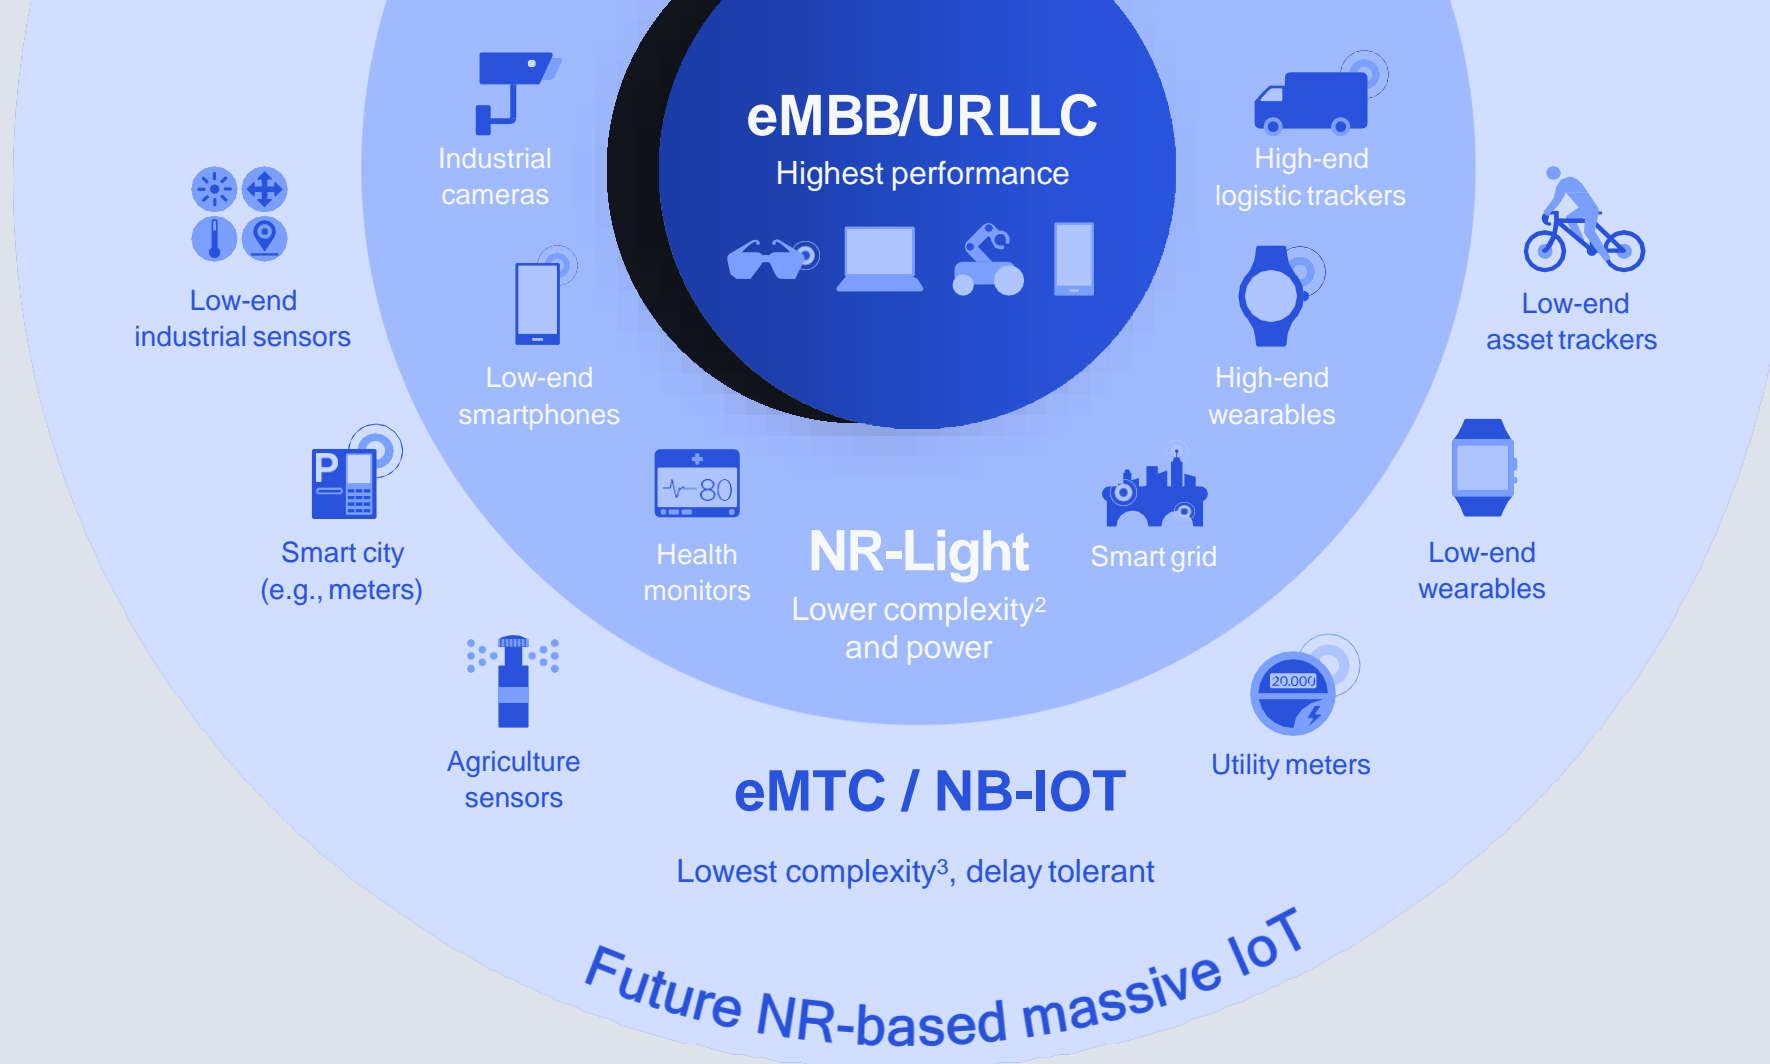 eMBB/URLLC
Highest performance
Industrial
cameras
High-end
logistic trackers
Low-end
industrial sensors
Low-end
smartphones
High-end
wearables
Low-end
asset trackers
P
Smart city
(e.g., meters)
80
Health
monitors
NR-Light
Lower complexity²
and power
Smart grid
Low-end
wearables
Agriculture
sensors
20.000
Utility meters
eMTC / NB-IOT
Lowest complexity³, delay tolerant
Future NR-based massive IoT